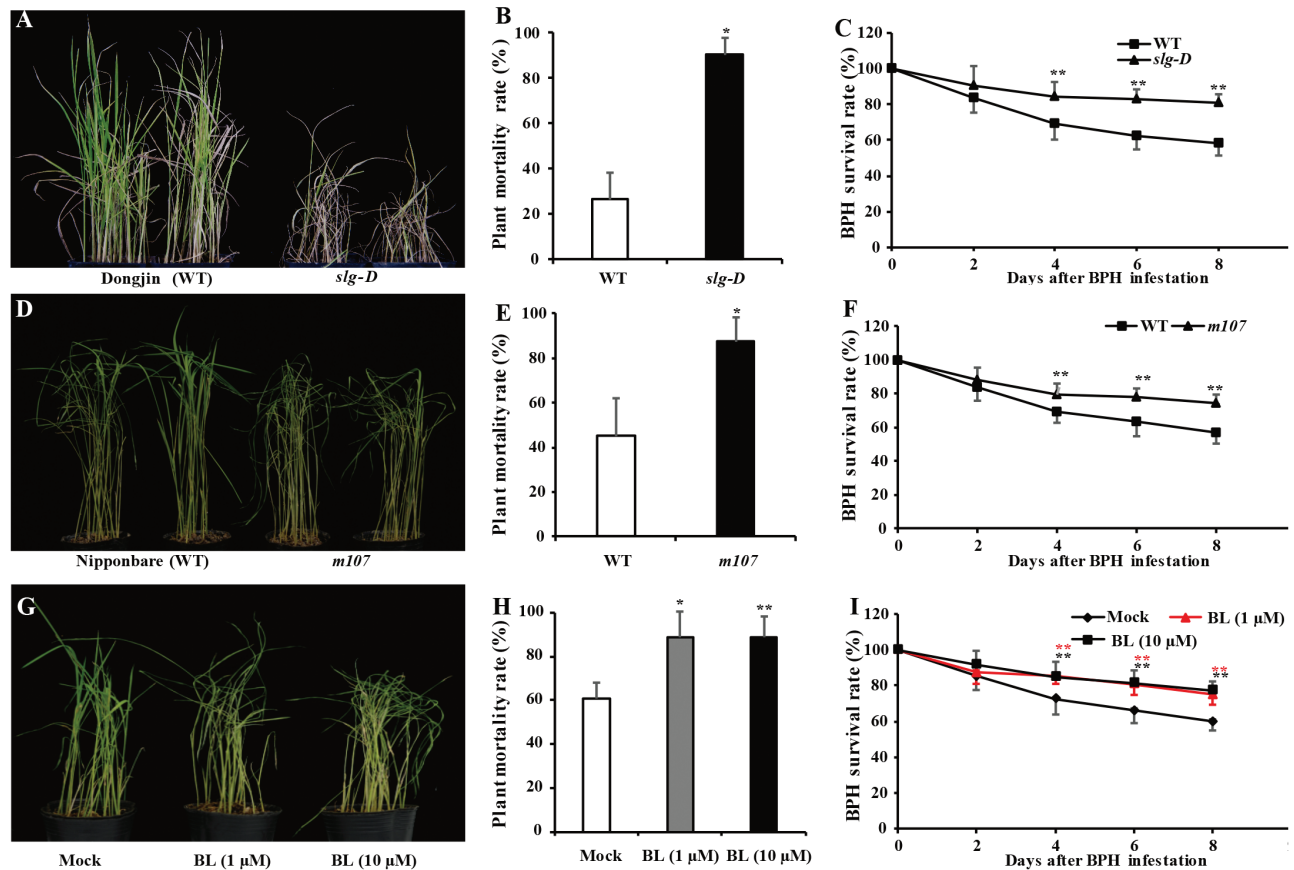 A
Dongjin (WT)
slg-D
B
Plant mortality rate (%)
100
80
60
40
20
0
*
WT
slg-D
C
BPH survival rate (%)
120
100
80
60
40
20
0
WT
slg-D
**
**
**
0
2
4
6
8
Days after BPH infestation
D
Nipponbare (WT)
m107
E
Plant mortality rate (%)
100
80
60
40
20
0
*
WT
m107
F
BPH survival rate (%)
120
100
80
60
40
20
0
WT
m107
**
**
**
0
2
4
6
8
Days after BPH infestation
G
Mock
BL (1 µM)
BL (10 µM)
H
Plant mortality rate (%)
100
80
60
40
20
0
*
**
Mock
BL (1 µM)
BL (10 µM)
I
BPH survival rate (%)
120
100
80
60
40
20
0
Mock
BL (1 µM)
BL (10 µM)
**
**
**
**
**
**
0
2
4
6
8
Days after BPH infestation